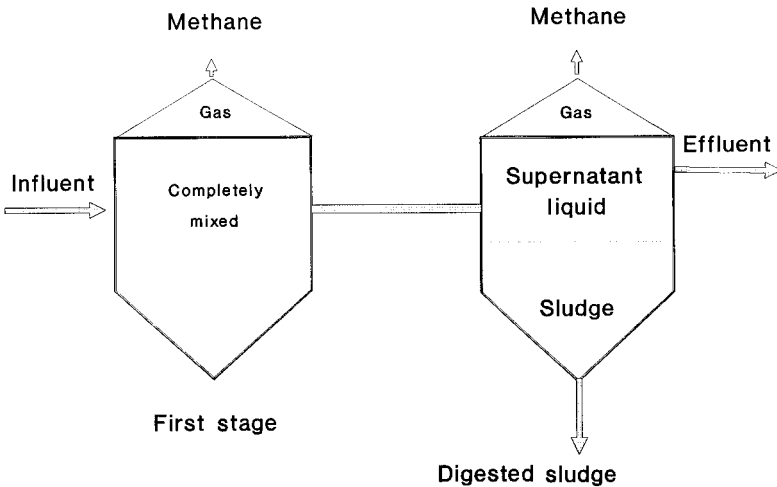 Methane
Methane
Gas
Gas
Influent
Completely
mixed
Supernatant
liquid
Effluent
Sludge
First stage
Digested sludge